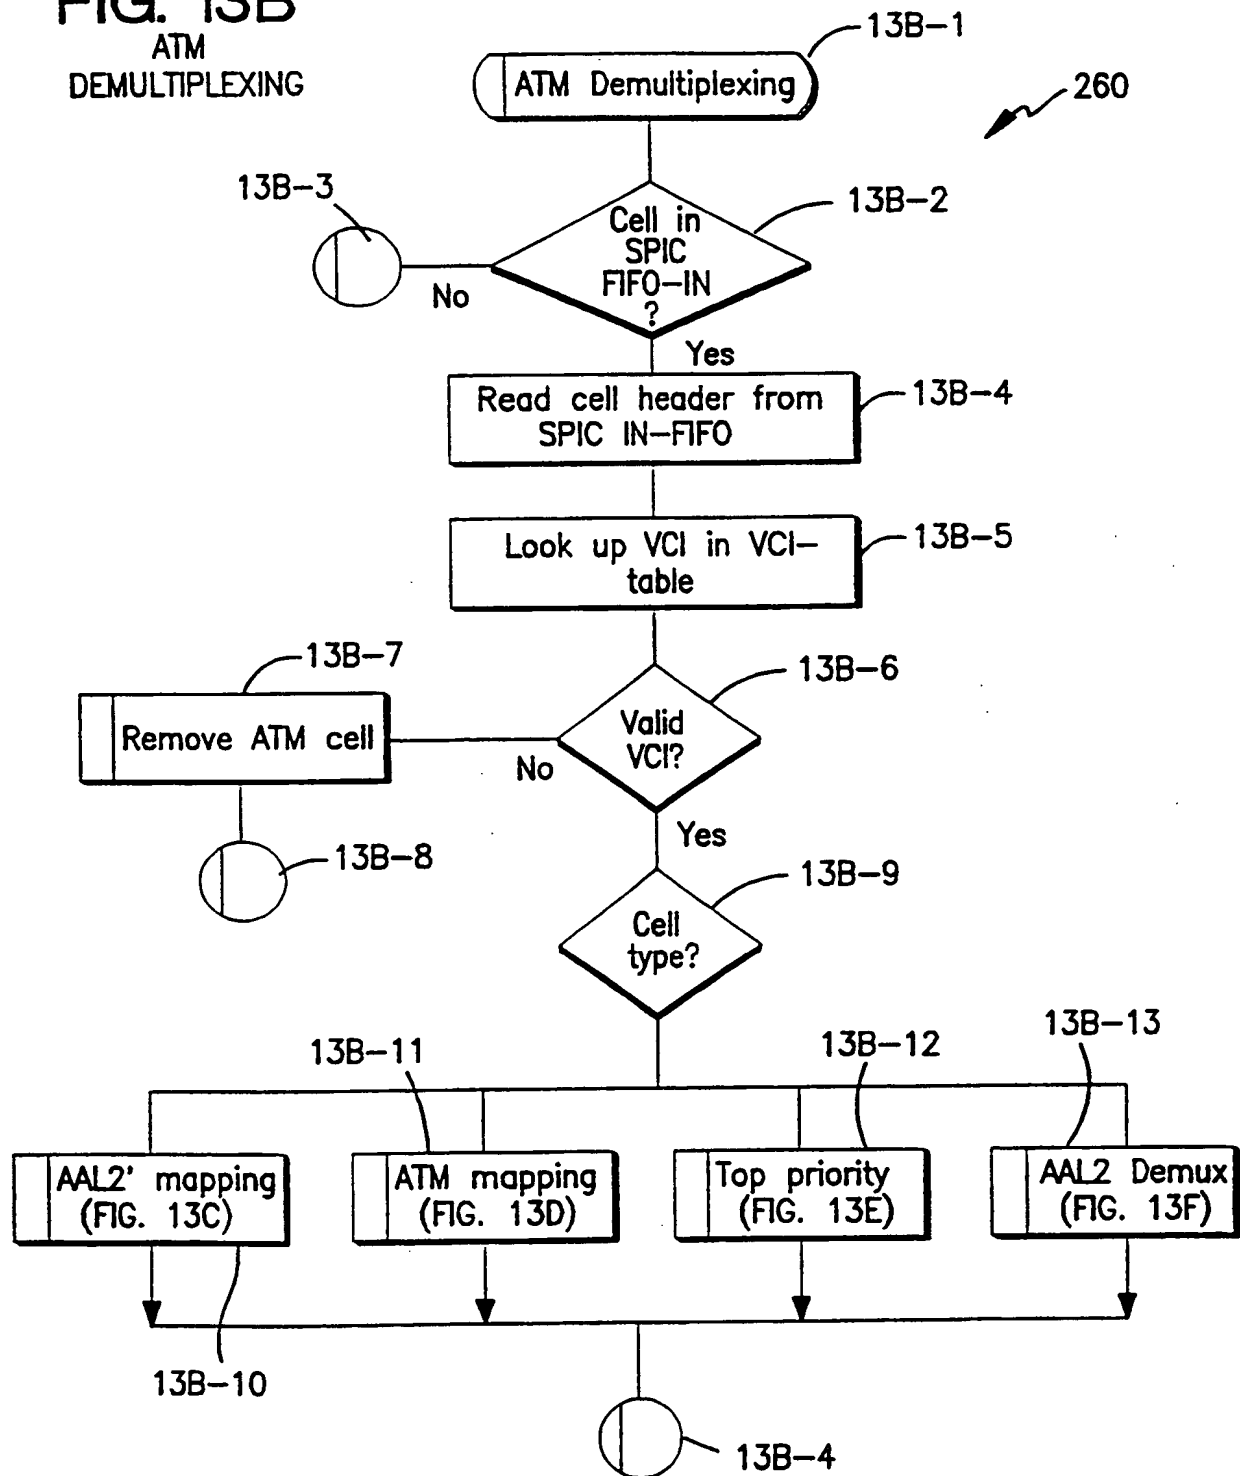 FIG. 13B
ATM
DEMULTIPLEXING
13B-1
ATM Demultiplexing
260
13B-3
13B-2
Cell in
SPIC
FIFO-IN
?
No
Yes
Read cell header from
SPIC IN-FIFO
13B-4
Look up VCI in VCI-
table
13B-5
13B-7
13B-6
Remove ATM cell
Valid
VCI?
No
Yes
13B-8
13B-9
Cell
type?
13B-11
13B-12
13B-13
AAL2' mapping
(FIG. 13C)
ATM mapping
(FIG. 13D)
Top priority
(FIG. 13E)
AAL2 Demux
(FIG. 13F)
13B-10
13B-4